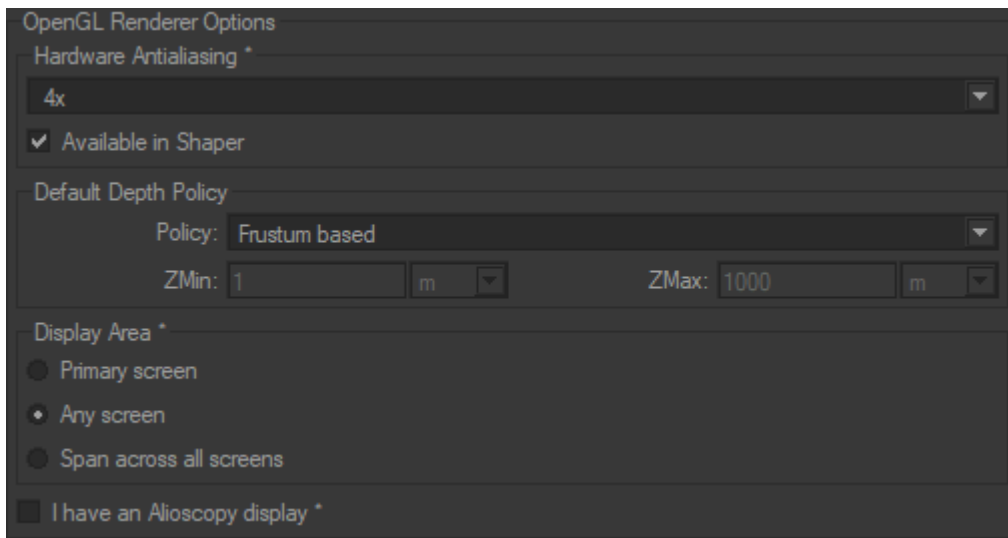 OpenGL Renderer Options
Hardware Antialiasing *
4x
Available in Shaper
Default Depth Policy
Policy: Frustum based
ZMin: 1 m ZMax: 1000 m
Display Area *
Primary screen
Any screen
Span across all screens
I have an Alioscopy display *